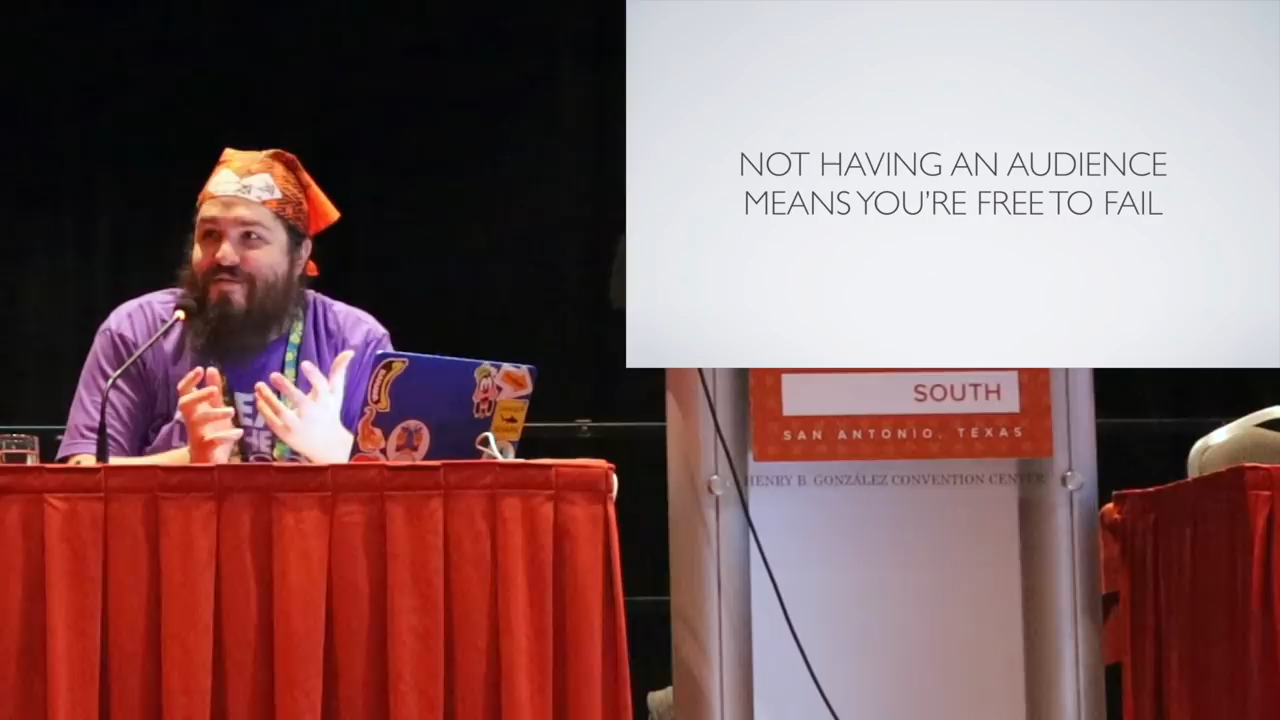 NOT HAVING AN AUDIENCE
MEANS YOU'RE FREE TO FAIL
SOUTH
SAN ANTONIO, TEXAS
HENRY B. GONZÁLEZ CONVENTION CENTER